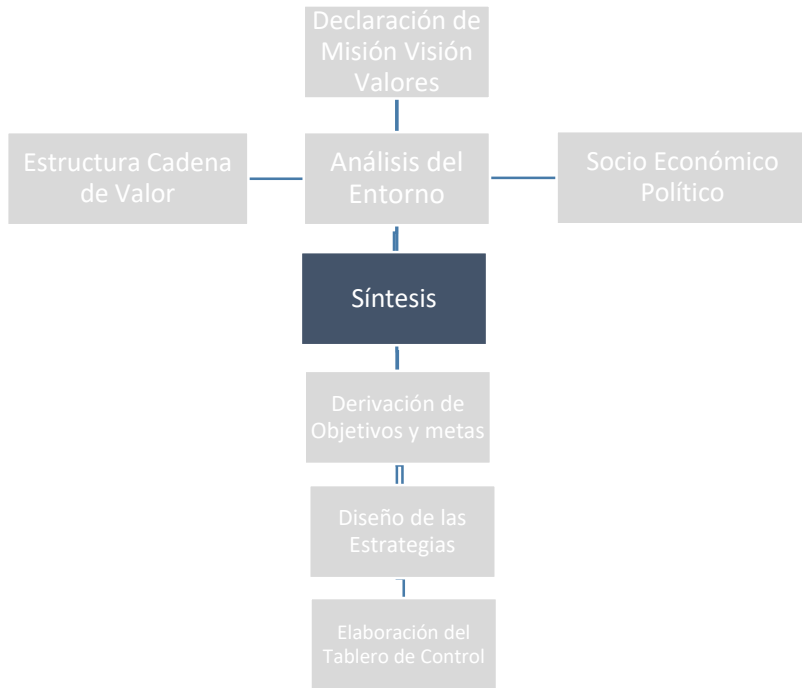 Declaración de
Misión Visión
Valores
Estructura Cadena
de Valor
Análisis del
Entorno
Socio Económico
Político
Síntesis
Derivación de
Objetivos y metas
Diseño de las
Estrategias
Elaboración del
Tablero de Control